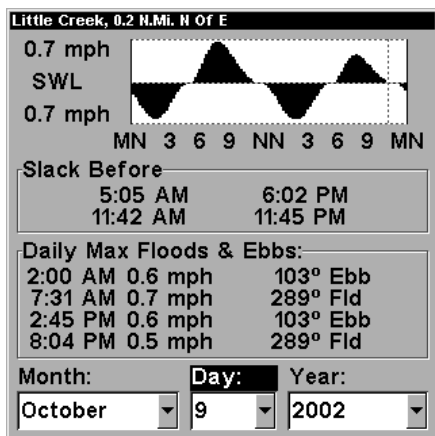 Little Creek, 0.2 N.Mi. N Of E
0.7 mph
SWL
0.7 mph
MN 3 6 9 NN 3 6 9 MN
Slack Before
5:05 AM 6:02 PM
11:42 AM 11:45 PM
Daily Max Floods & Ebbs:
2:00 AM 0.6 mph 103º Ebb
7:31 AM 0.7 mph 289º Fld
2:45 PM 0.6 mph 103º Ebb
8:04 PM 0.5 mph 289º Fld
Month: Day: Year:
October 9 2002